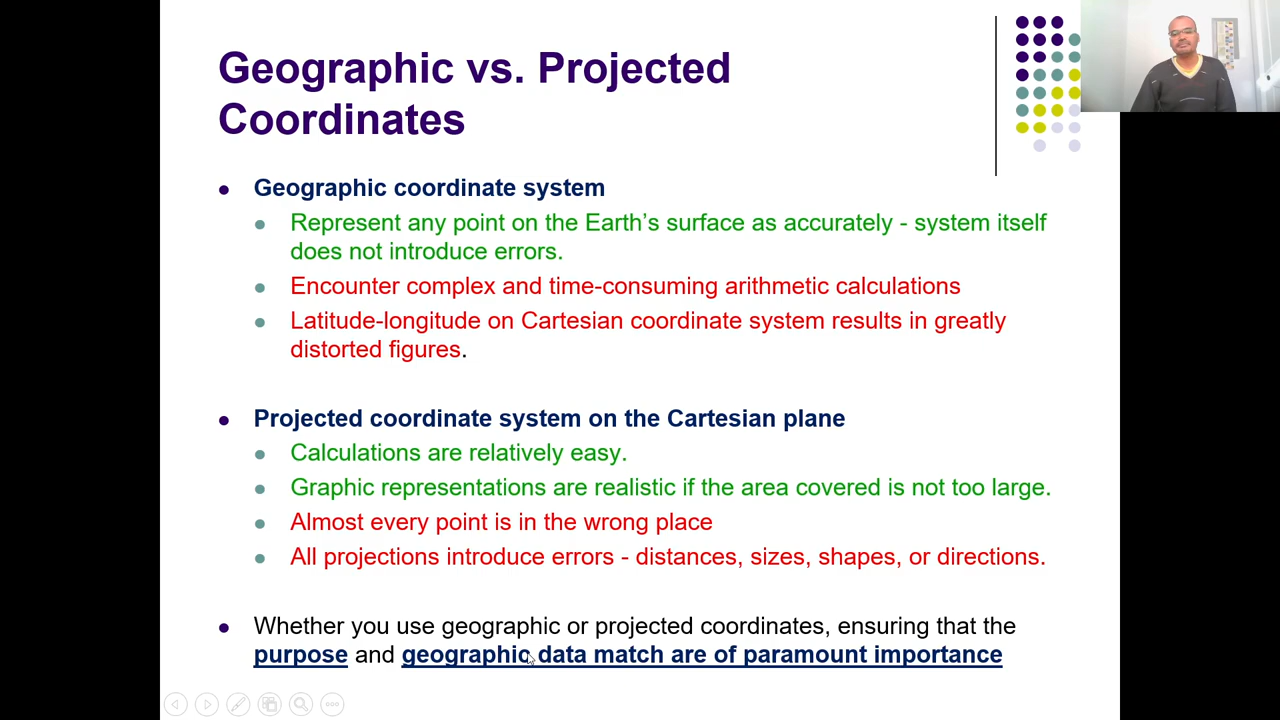 Geographic vs. Projected
Coordinates
Geographic coordinate system
Represent any point on the Earth’s surface as accurately - system itself
does not introduce errors.
Encounter complex and time-consuming arithmetic calculations
Latitude-longitude on Cartesian coordinate system results in greatly
distorted figures.
Projected coordinate system on the Cartesian plane
Calculations are relatively easy.
Graphic representations are realistic if the area covered is not too large.
Almost every point is in the wrong place
All projections introduce errors - distances, sizes, shapes, or directions.
Whether you use geographic or projected coordinates, ensuring that the
purpose and geographic data match are of paramount importance